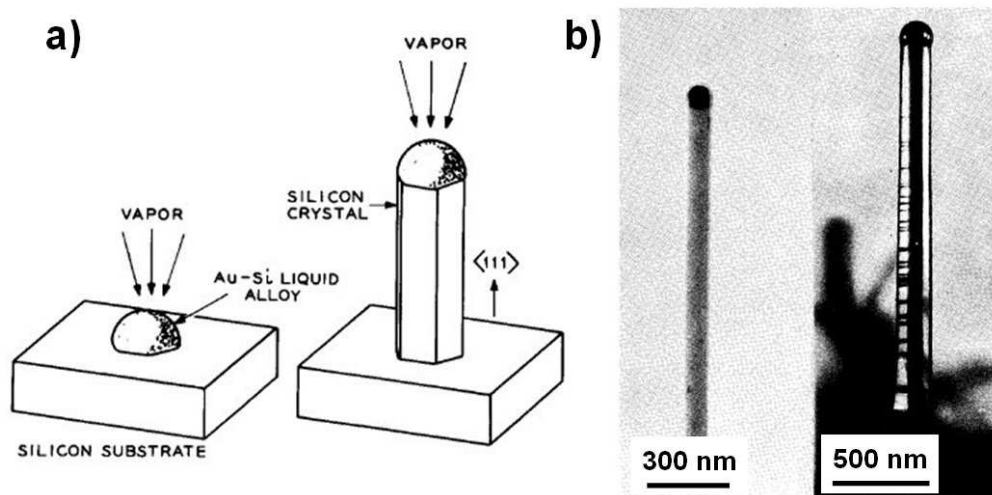 a)
VAPOR
Au-Si LIQUID
ALLOY
SILICON SUBSTRATE
VAPOR
SILICON
CRYSTAL
⟨111⟩
b)
300 nm
500 nm